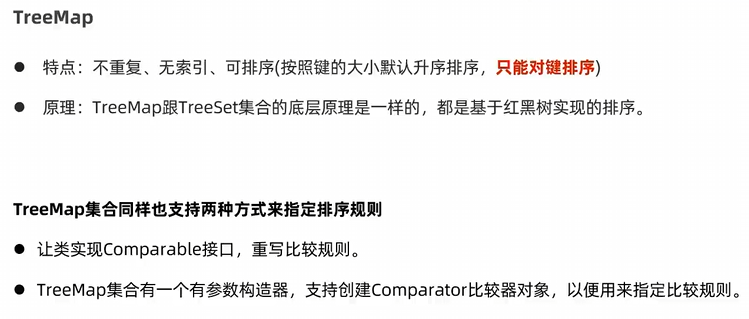 TreeMap
● 特点：不重复、无索引、可排序(按照键的大小默认升序排序，只能对键排序)
● 原理：TreeMap跟TreeSet集合的底层原理是一样的，都是基于红黑树实现的排序。
TreeMap集合同样也支持两种方式来指定排序规则
● 让类实现Comparable接口，重写比较规则。
● TreeMap集合有一个有参数构造器，支持创建Comparator比较器对象，以便用来指定比较规则。